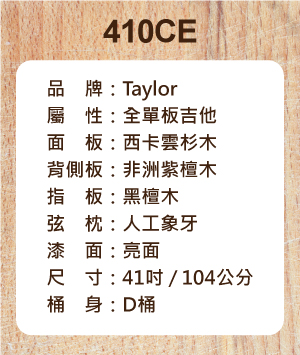 410CE
品　牌：Taylor
屬　性：全單板吉他
面　板：西卡雲杉木
背側板：非洲紫檀木
指　板：黑檀木
弦　枕：人工象牙
漆　面：亮面
尺　寸：41吋 / 104公分
桶　身：D桶